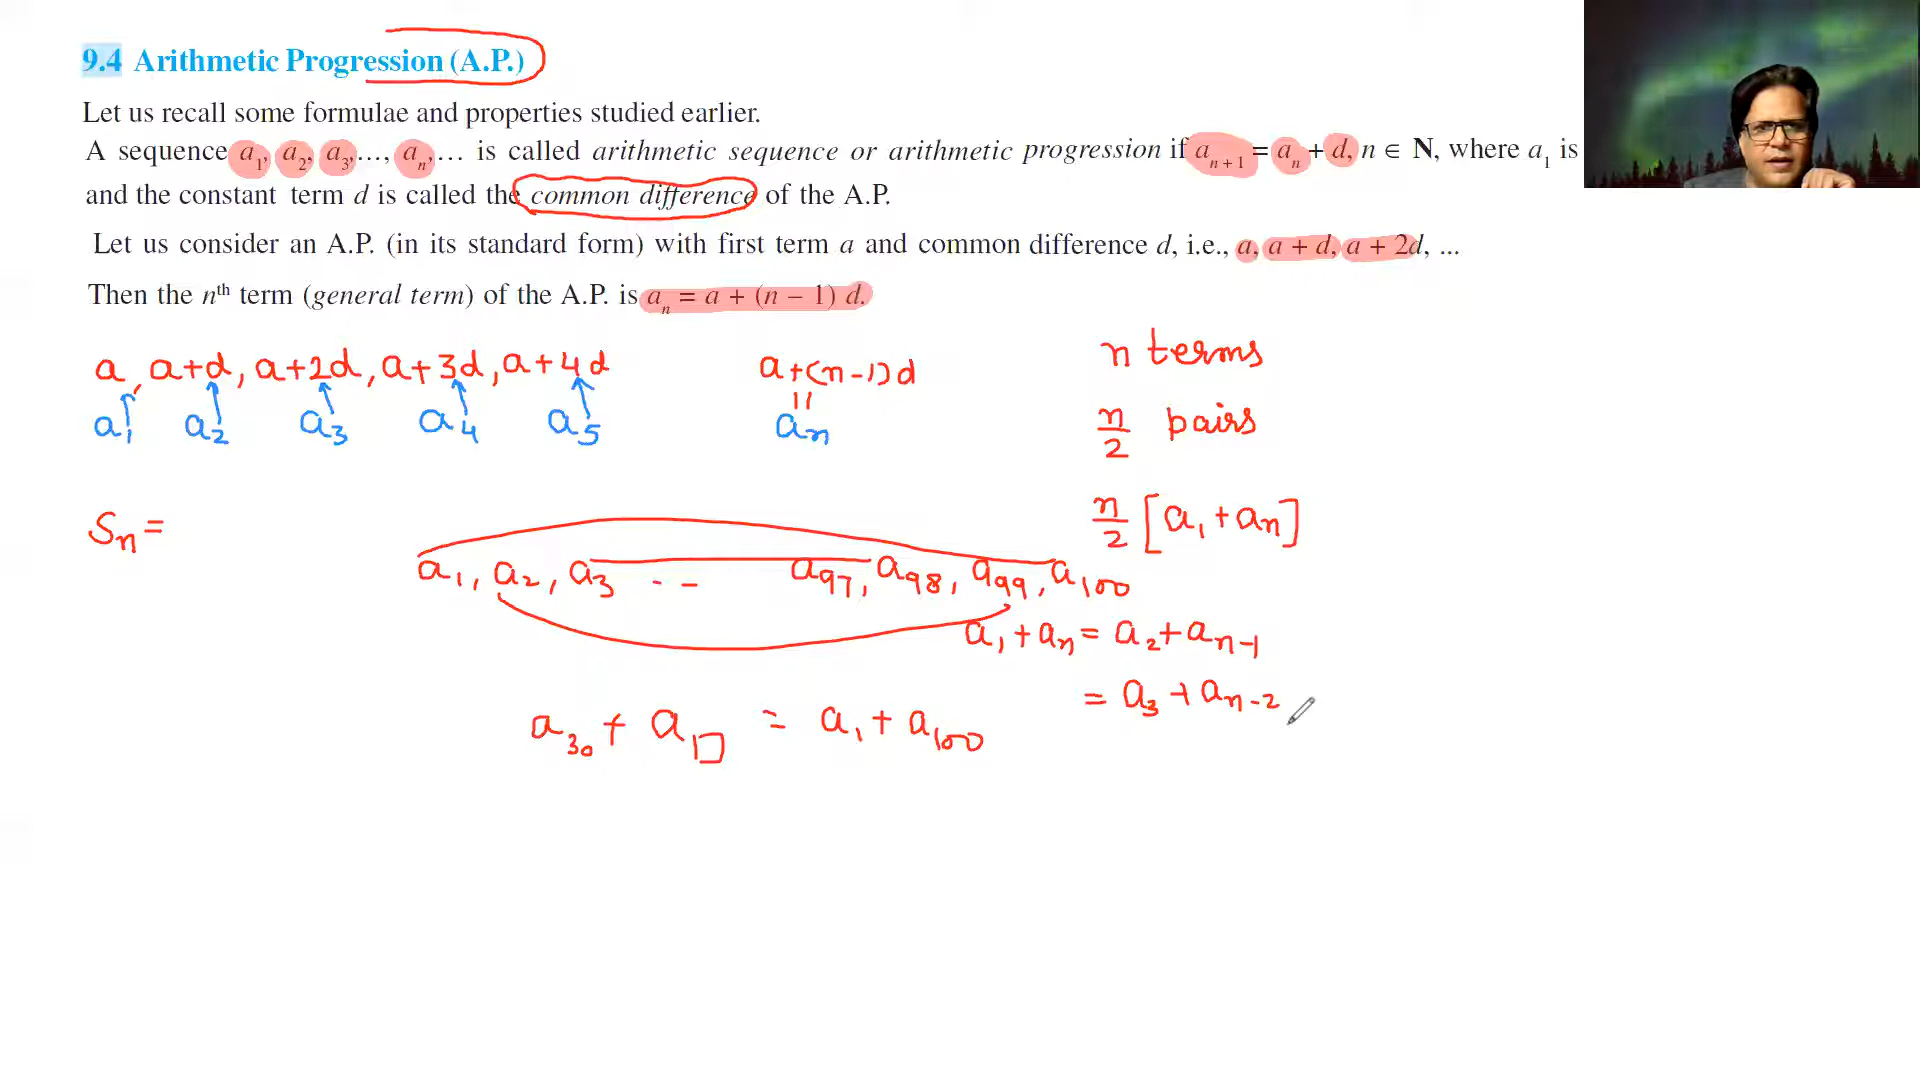 9.4 Arithmetic Progression (A.P.)
Let us recall some formulae and properties studied earlier.
A sequence a₁, a₂, a₃,…, aₙ,… is called arithmetic sequence or arithmetic progression if aₙ₊₁ = aₙ + d, n ∈ N, where a₁ is
and the constant term d is called the common difference of the A.P.
Let us consider an A.P. (in its standard form) with first term a and common difference d, i.e., a, a + d, a + 2d, ...
Then the nᵗʰ term (general term) of the A.P. is aₙ = a + (n – 1) d.
a, a+d, a+2d, a+3d, a+4d a+(n-1)d
a₁ a₂ a₃ a₄ a₅ = aₙ
n terms
n/2 pairs
n/2 [a₁ + aₙ]
Sₙ =
a₁, a₂, a₃ -- a₉₇, a₉₈, a₉₉, a₁₀₀
a₁ + aₙ = a₂ + aₙ₋₁
= a₃ + aₙ₋₂
a₃₀ + a□ = a₁ + a₁₀₀